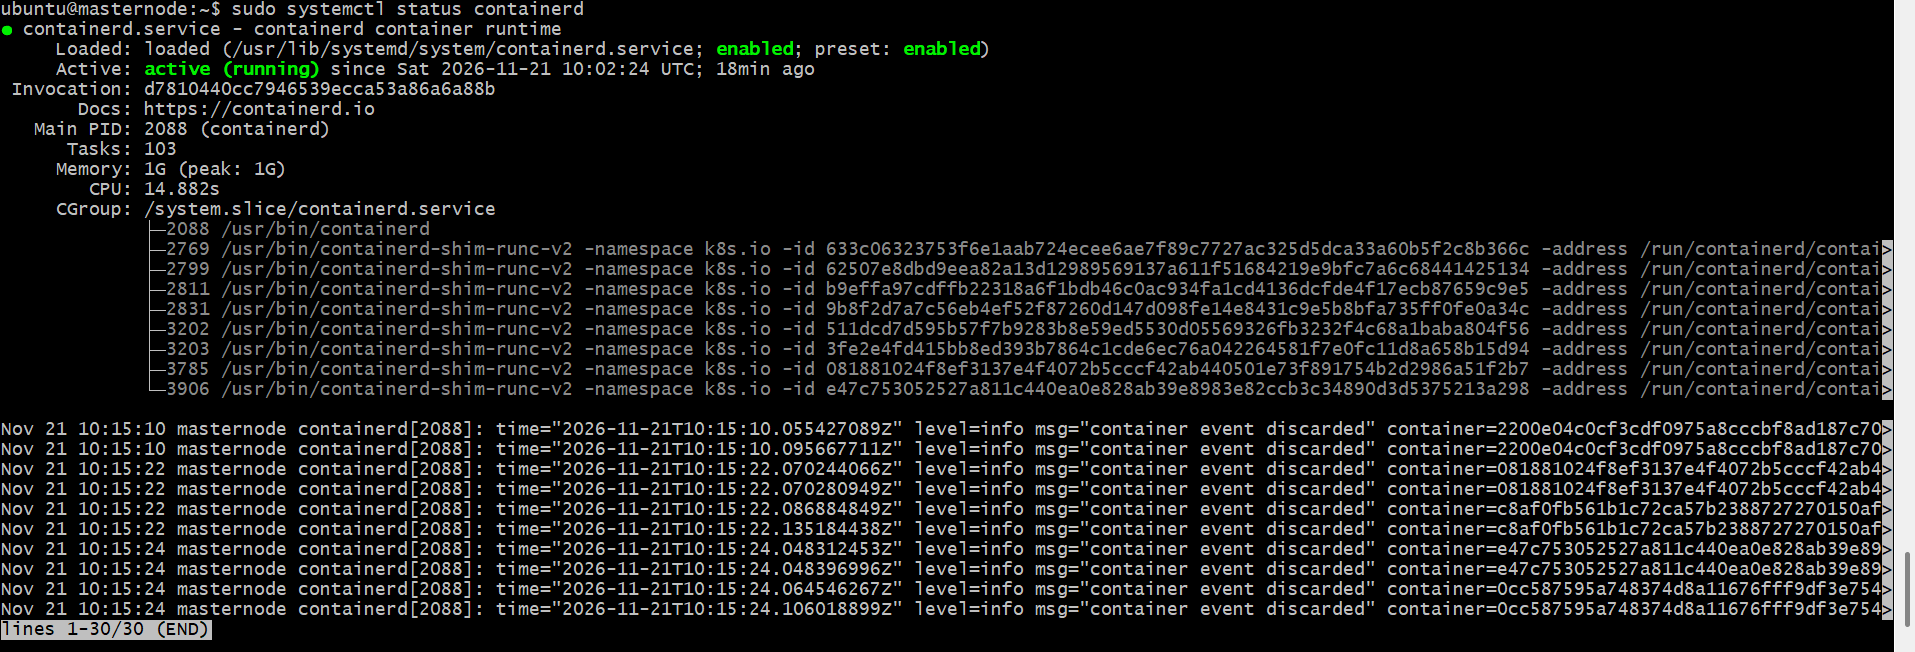 ubuntu@masternode:~$ sudo systemctl status containerd
● containerd.service - containerd container runtime
Loaded: loaded (/usr/lib/systemd/system/containerd.service; enabled; preset: enabled)
Active: active (running) since Sat 2026-11-21 10:02:24 UTC; 18min ago
Invocation: d7810440cc7946539ecca53a86a6a88b
Docs: https://containerd.io
Main PID: 2088 (containerd)
Tasks: 103
Memory: 1G (peak: 1G)
CPU: 14.882s
CGroup: /system.slice/containerd.service
├─2088 /usr/bin/containerd
├─2769 /usr/bin/containerd-shim-runc-v2 -namespace k8s.io -id 633c06323753f6e1aab724ecee6ae7f89c7727ac325d5dca33a60b5f2c8b366c -address /run/containerd/contai>
├─2799 /usr/bin/containerd-shim-runc-v2 -namespace k8s.io -id 62507e8dbd9eea82a13d12989569137a611f51684219e9bfc7a6c68441425134 -address /run/containerd/contai>
├─2811 /usr/bin/containerd-shim-runc-v2 -namespace k8s.io -id b9effa97cdffb22318a6f1bdb46c0ac934fa1cd4136dcfde4f17ecb87659c9e5 -address /run/containerd/contai>
├─2831 /usr/bin/containerd-shim-runc-v2 -namespace k8s.io -id 9b8f2d7a7c56eb4ef52f87260d147d098fe14e8431c9e5b8bfa735ff0fe0a34c -address /run/containerd/contai>
├─3202 /usr/bin/containerd-shim-runc-v2 -namespace k8s.io -id 511dcd7d595b57f7b9283b8e59ed5530d05569326fb3232f4c68a1baba804f56 -address /run/containerd/contai>
├─3203 /usr/bin/containerd-shim-runc-v2 -namespace k8s.io -id 3fe2e4fd415bb8ed393b7864c1cde6ec76a042264581f7e0fc11d8a658b15d94 -address /run/containerd/contai>
├─3785 /usr/bin/containerd-shim-runc-v2 -namespace k8s.io -id 081881024f8ef3137e4f4072b5cccf42ab440501e73f891754b2d2986a51f2b7 -address /run/containerd/contai>
└─3906 /usr/bin/containerd-shim-runc-v2 -namespace k8s.io -id e47c753052527a811c440ea0e828ab39e8983e82ccb3c34890d3d5375213a298 -address /run/containerd/contai>
Nov 21 10:15:10 masternode containerd[2088]: time="2026-11-21T10:15:10.055427089Z" level=info msg="container event discarded" container=2200e04c0cf3cdf0975a8cccbf8ad187c70>
Nov 21 10:15:10 masternode containerd[2088]: time="2026-11-21T10:15:10.095667711Z" level=info msg="container event discarded" container=2200e04c0cf3cdf0975a8cccbf8ad187c70>
Nov 21 10:15:22 masternode containerd[2088]: time="2026-11-21T10:15:22.070244066Z" level=info msg="container event discarded" container=081881024f8ef3137e4f4072b5cccf42ab4>
Nov 21 10:15:22 masternode containerd[2088]: time="2026-11-21T10:15:22.070280949Z" level=info msg="container event discarded" container=081881024f8ef3137e4f4072b5cccf42ab4>
Nov 21 10:15:22 masternode containerd[2088]: time="2026-11-21T10:15:22.086884849Z" level=info msg="container event discarded" container=c8af0fb561b1c72ca57b2388727270150af>
Nov 21 10:15:22 masternode containerd[2088]: time="2026-11-21T10:15:22.135184438Z" level=info msg="container event discarded" container=c8af0fb561b1c72ca57b2388727270150af>
Nov 21 10:15:24 masternode containerd[2088]: time="2026-11-21T10:15:24.048312453Z" level=info msg="container event discarded" container=e47c753052527a811c440ea0e828ab39e89>
Nov 21 10:15:24 masternode containerd[2088]: time="2026-11-21T10:15:24.048396996Z" level=info msg="container event discarded" container=e47c753052527a811c440ea0e828ab39e89>
Nov 21 10:15:24 masternode containerd[2088]: time="2026-11-21T10:15:24.064546267Z" level=info msg="container event discarded" container=0cc587595a748374d8a11676fff9df3e754>
Nov 21 10:15:24 masternode containerd[2088]: time="2026-11-21T10:15:24.106018899Z" level=info msg="container event discarded" container=0cc587595a748374d8a11676fff9df3e754>
lines 1-30/30 (END)